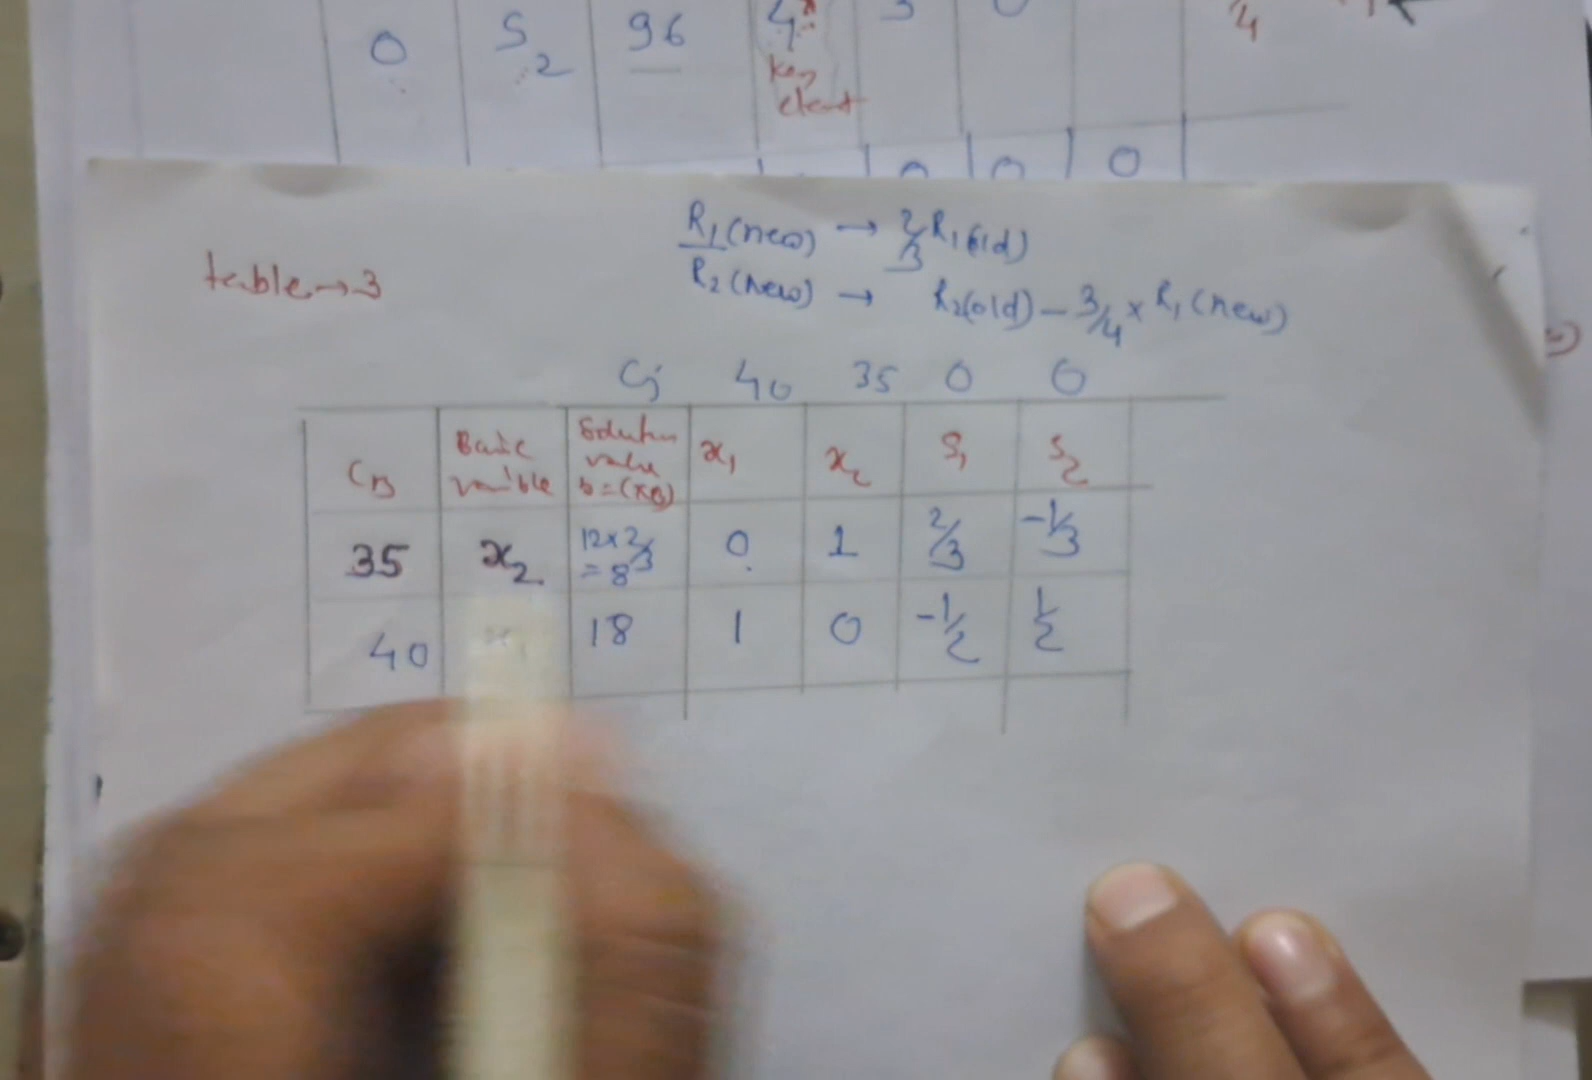 0 S2 96 4
key
element
4
0 0 0
R1(new) → 2/3 R1(old)
table→3
R2(new) → R2(old) - 3/4 × R1(new)
Cj 40 35 0 0
CB Basic variable Solution value b=(XB) x1 x2 S1 S2
35 x2 12×2/3 =8 0 1 2/3 -1/3
40 x1 18 1 0 -1/2 1/2